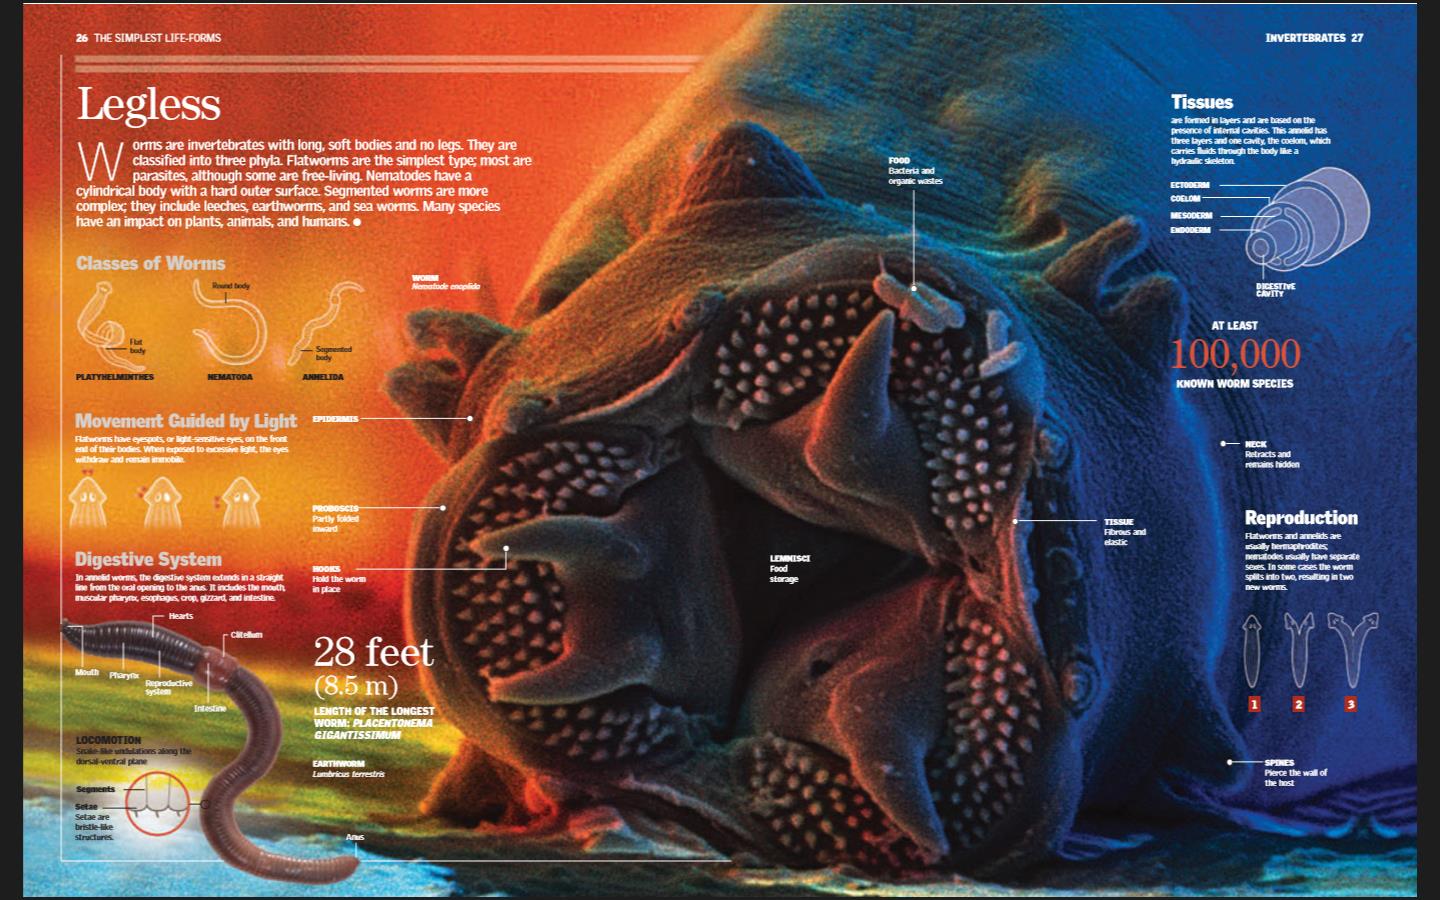 26 THE SIMPLEST LIFE-FORMS
INVERTEBRATES 27
Legless
Worms are invertebrates with long, soft bodies and no legs. They are
classified into three phyla. Flatworms are the simplest type; most are
parasites, although some are free-living. Nematodes have a
cylindrical body with a hard outer surface. Segmented worms are more
complex; they include leeches, earthworms, and sea worms. Many species
have an impact on plants, animals, and humans.
Classes of Worms
Flat
body
PLATYHELMINTHES
Round body
NEMATODA
Segmented
body
ANNELIDA
Movement Guided by Light
Flatworms have eyespots, or light-sensitive eyes, on the front
end of their bodies. When exposed to excessive light, the eyes
withdraw and remain immobile.
Digestive System
In annelid worms, the digestive system extends in a straight
line from the oral opening to the anus. It includes the mouth,
muscular pharynx, esophagus, crop, gizzard, and intestine.
Hearts
Clitellum
Mouth
Pharynx
Reproductive
system
Intestine
LOCOMOTION
Snake-like undulations along the
dorsal-ventral plane
Segments
Setae
Setae are
bristle-like
structures.
Anus
WORM
Nematode enoplida
EPIDERMIS
PROBOSCIS
Partly folded
inward
HOOKS
Hold the worm
in place
28 feet
(8.5 m)
LENGTH OF THE LONGEST
WORM: PLACENTONEMA
GIGANTISSIMUM
EARTHWORM
Lumbricus terrestris
FOOD
Bacteria and
organic wastes
LEMNISCI
Food
storage
TISSUE
Fibrous and
elastic
Tissues
are formed in layers and are based on the
presence of internal cavities. This annelid has
three layers and one cavity, the coelom, which
carries fluids through the body like a
hydraulic skeleton.
ECTODERM
COELOM
MESODERM
ENDODERM
DIGESTIVE
CAVITY
AT LEAST
100,000
KNOWN WORM SPECIES
NECK
Retracts and
remains hidden
Reproduction
Flatworms and annelids are
usually hermaphrodites;
nematodes usually have separate
sexes. In some cases the worm
splits into two, resulting in two
new worms.
1 2 3
SPINES
Pierce the wall of
the host